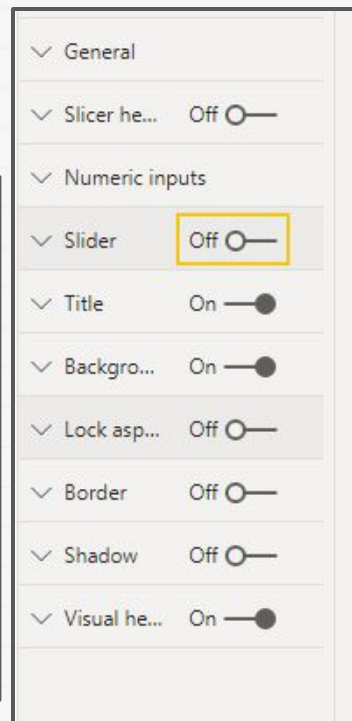 General
Slicer he... Off
Numeric inputs
Slider Off
Title On
Backgro... On
Lock asp... Off
Border Off
Shadow Off
Visual he... On